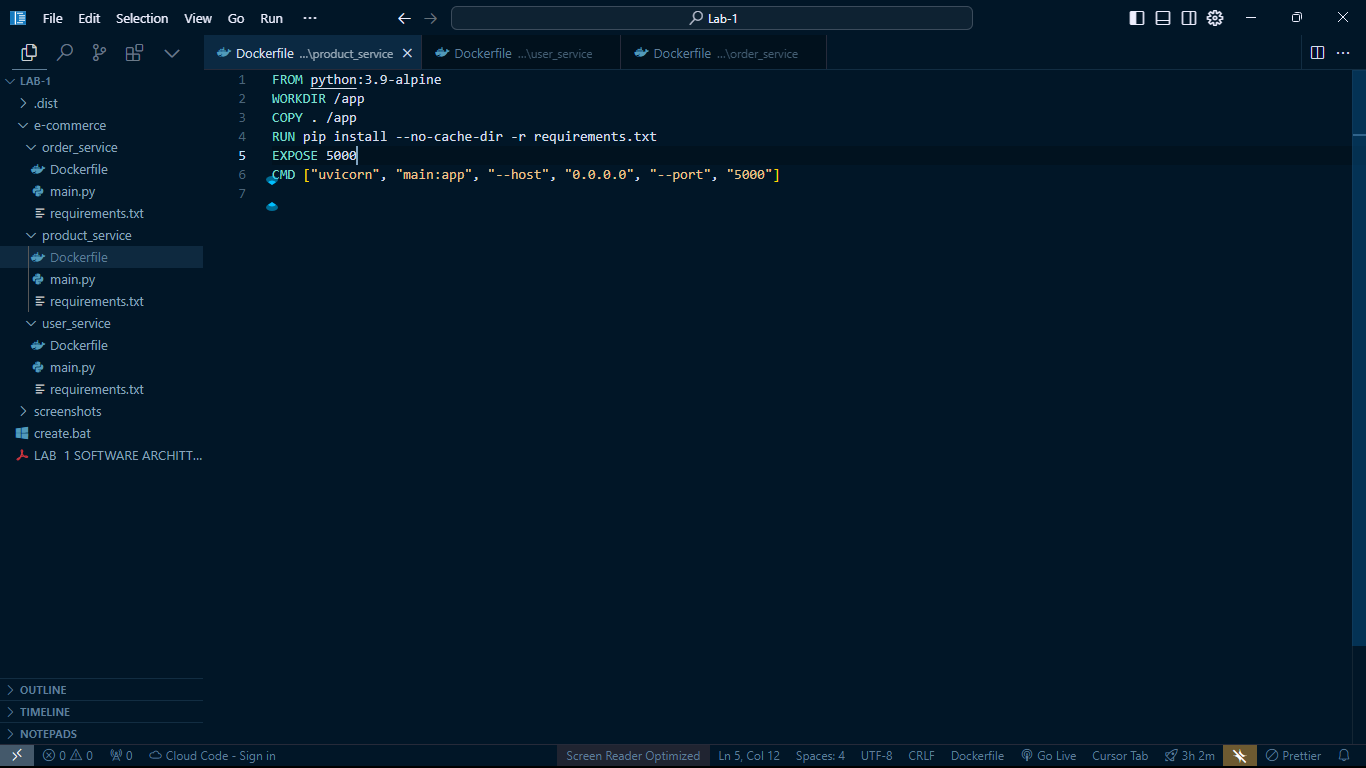 File Edit Selection View Go Run ···
Lab-1
Dockerfile ...\product_service
Dockerfile ...\user_service
Dockerfile ...\order_service
LAB-1
.dist
e-commerce
order_service
Dockerfile
main.py
requirements.txt
product_service
Dockerfile
main.py
requirements.txt
user_service
Dockerfile
main.py
requirements.txt
screenshots
create.bat
LAB 1 SOFTWARE ARCHITT...
OUTLINE
TIMELINE
NOTEPADS
1 FROM python:3.9-alpine
2 WORKDIR /app
3 COPY . /app
4 RUN pip install --no-cache-dir -r requirements.txt
5 EXPOSE 5000
6 CMD ["uvicorn", "main:app", "--host", "0.0.0.0", "--port", "5000"]
7
0 0 0 Cloud Code - Sign in Screen Reader Optimized Ln 5, Col 12 Spaces: 4 UTF-8 CRLF Dockerfile Go Live Cursor Tab 3h 2m Prettier